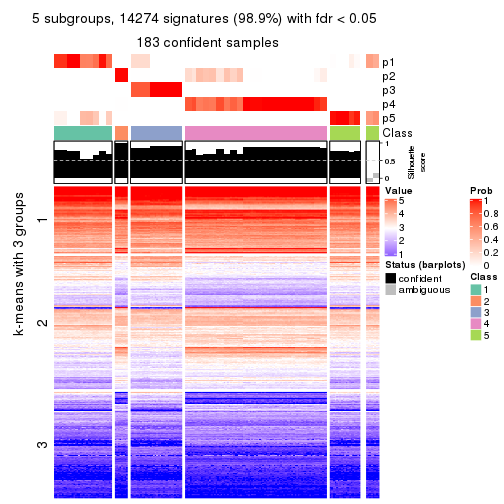 5 subgroups, 14274 signatures (98.9%) with fdr < 0.05
183 confident samples
p1
p2
p3
p4
p5
Class
1
0.5
0
Silhouette
score
k-means with 3 groups
1
2
3
Value
5
4
3
2
1
Status (barplots)
confident
ambiguous
Prob
1
0.8
0.6
0.4
0.2
0
Class
1
2
3
4
5